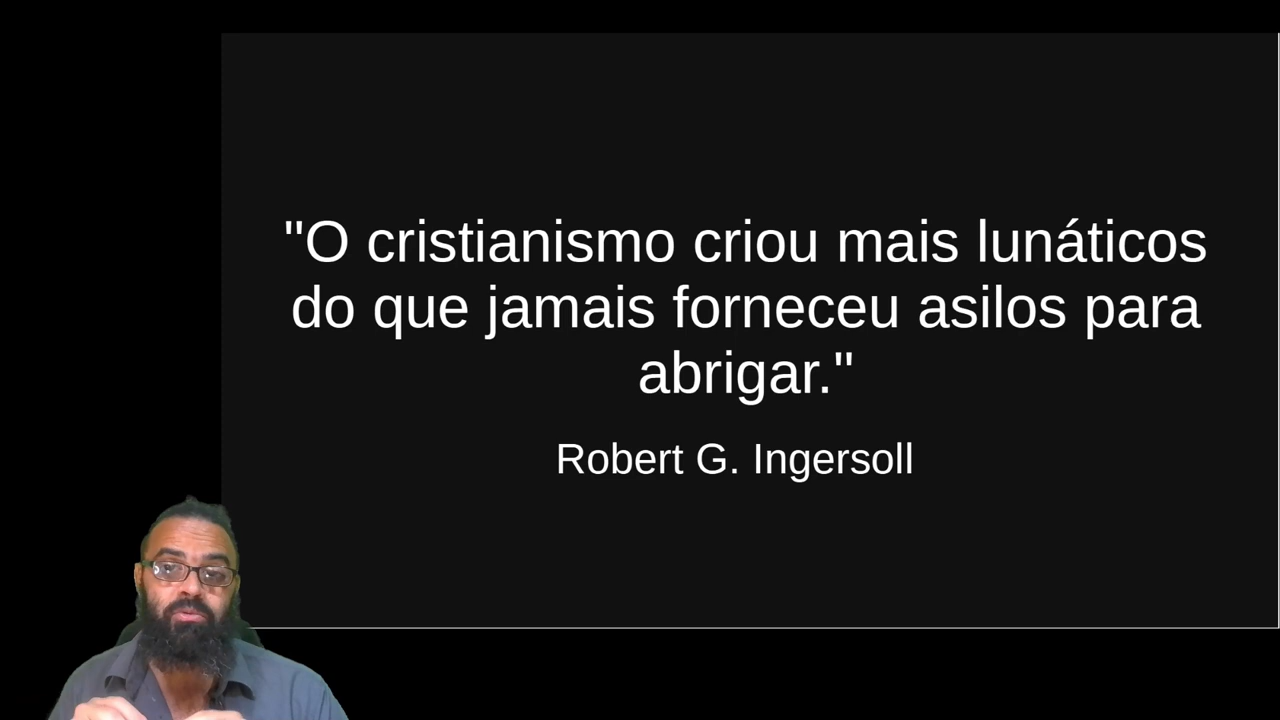 "O cristianismo criou mais lunáticos
do que jamais forneceu asilos para
abrigar."
Robert G. Ingersoll